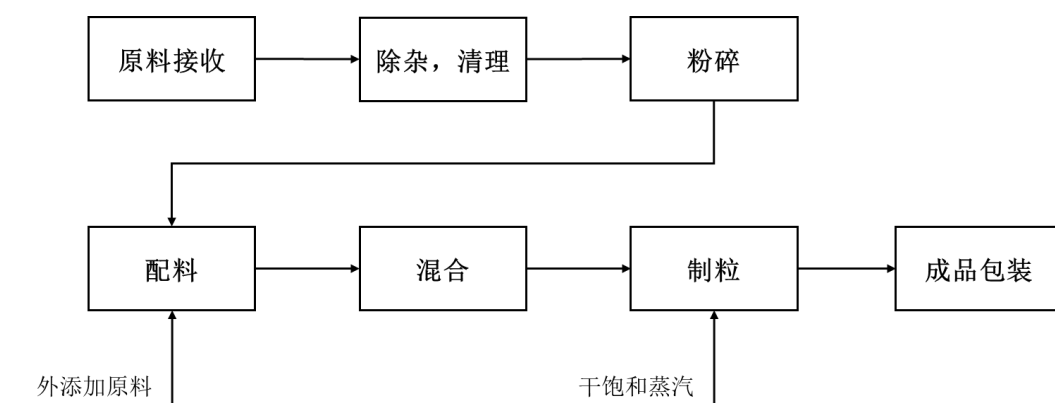 原料接收
除杂，清理
粉碎
配料
混合
制粒
成品包装
外添加原料
干饱和蒸汽